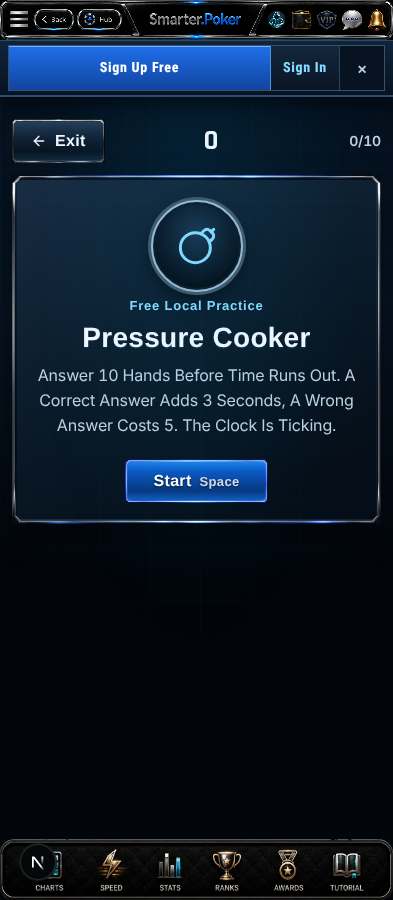 Back
Hub
Smarter.Poker
VIP
Sign Up Free
Sign In
×
← Exit
0
0/10
Free Local Practice
Pressure Cooker
Answer 10 Hands Before Time Runs Out. A
Correct Answer Adds 3 Seconds, A Wrong
Answer Costs 5. The Clock Is Ticking.
Start Space
N
CHARTS
SPEED
STATS
RANKS
AWARDS
TUTORIAL